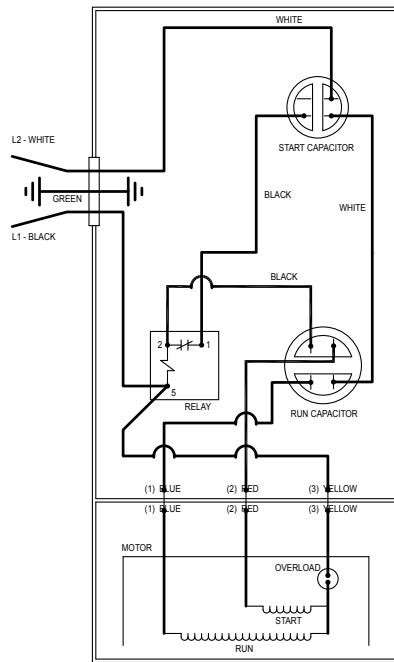 WHITE
L2 - WHITE
START CAPACITOR
GREEN
BLACK
WHITE
L1 - BLACK
BLACK
2
1
5
RELAY
RUN CAPACITOR
(1) BLUE
(2) RED
(3) YELLOW
(1) BLUE
(2) RED
(3) YELLOW
MOTOR
OVERLOAD
START
RUN